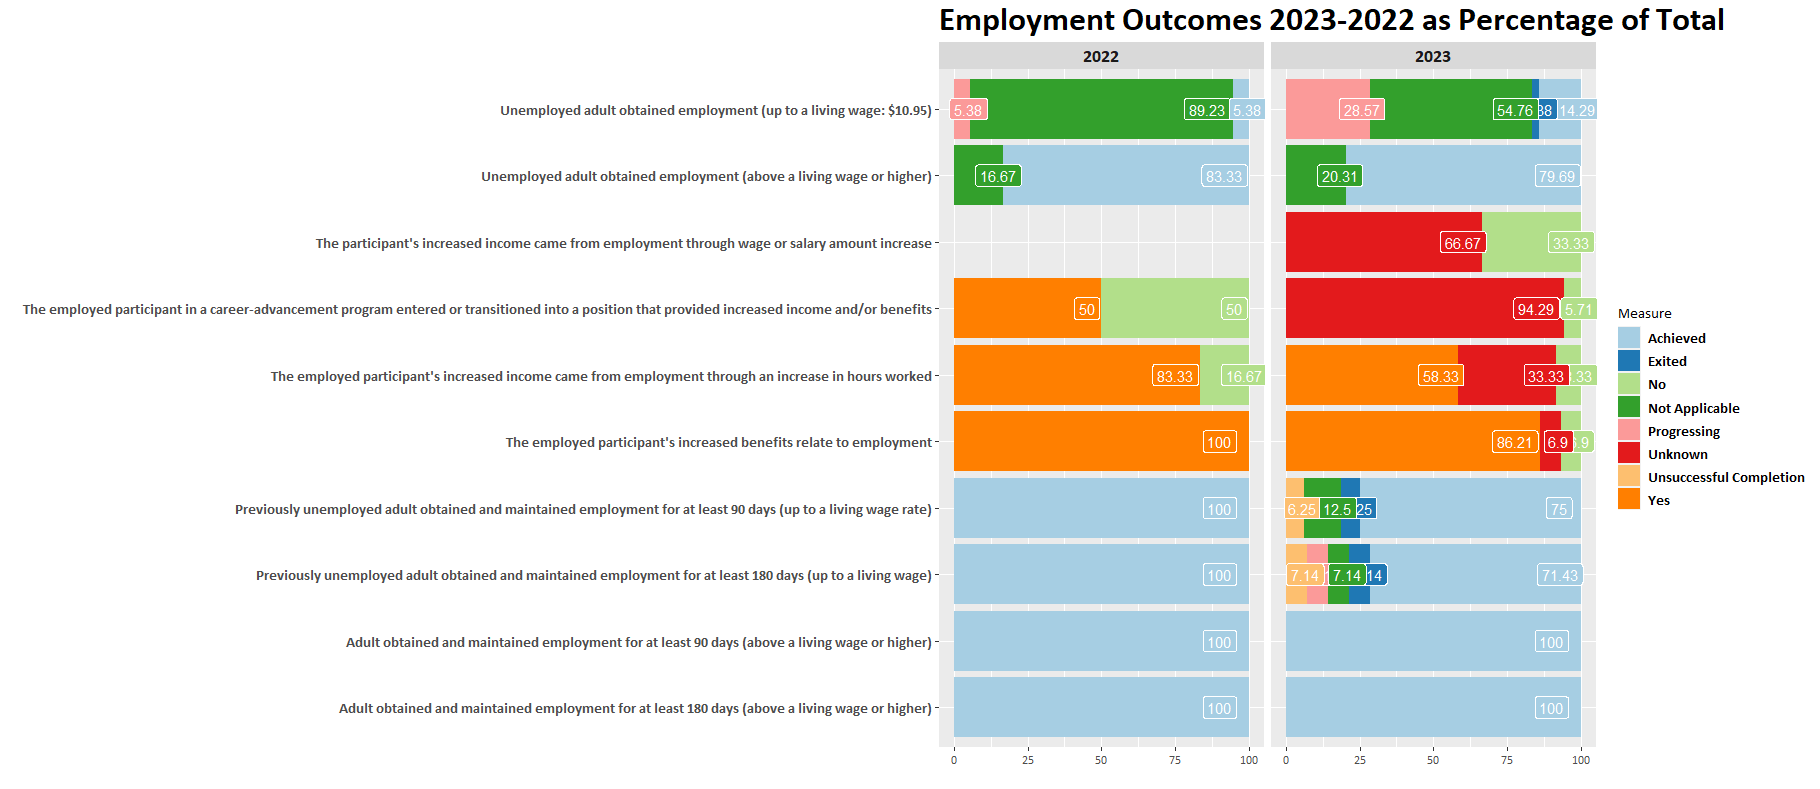 Employment Outcomes 2023-2022 as Percentage of Total
2022 2023
Unemployed adult obtained employment (up to a living wage: $10.95) 5.38 89.23 5.38 28.57 54.76 38 14.29
Unemployed adult obtained employment (above a living wage or higher) 16.67 83.33 20.31 79.69
The participant's increased income came from employment through wage or salary amount increase 66.67 33.33
The employed participant in a career-advancement program entered or transitioned into a position that provided increased income and/or benefits 50 50 94.29 5.71
The employed participant's increased income came from employment through an increase in hours worked 83.33 16.67 58.33 33.33 .33
The employed participant's increased benefits relate to employment 100 86.21 6.9 .9
Previously unemployed adult obtained and maintained employment for at least 90 days (up to a living wage rate) 100 6.25 12.5 25 75
Previously unemployed adult obtained and maintained employment for at least 180 days (up to a living wage) 100 7.14 7.14 14 71.43
Adult obtained and maintained employment for at least 90 days (above a living wage or higher) 100 100
Adult obtained and maintained employment for at least 180 days (above a living wage or higher) 100 100
0 25 50 75 100 0 25 50 75 100
Measure
Achieved
Exited
No
Not Applicable
Progressing
Unknown
Unsuccessful Completion
Yes